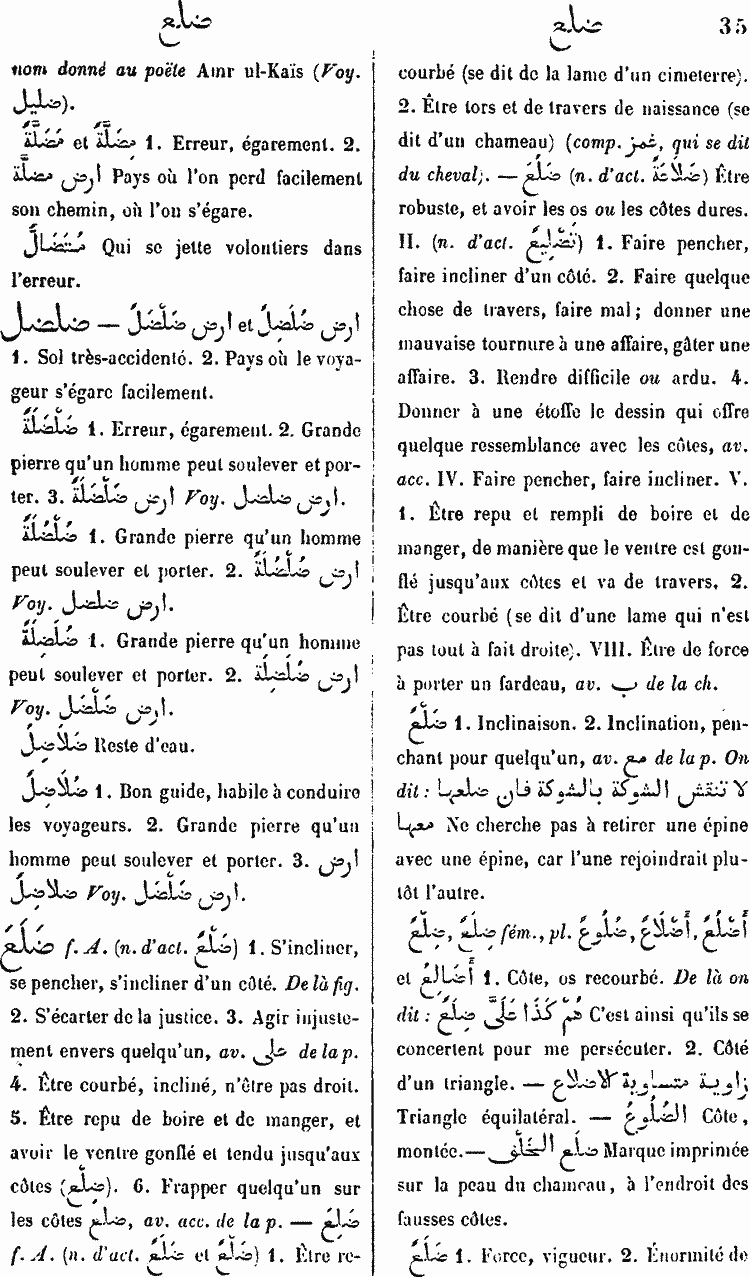 ضلع
ضلع 35
nom donné au poëte Amr ul-Kaïs (Voy.
ضليل).
مَضَلَّةٌ et مَضِلَّةٌ 1. Erreur, égarement. 2.
ارض مضلّة Pays où l'on perd facilement
son chemin, où l'on s'égare.
مُتَضَالٌّ Qui se jette volontiers dans
l'erreur.
ضلضل — ارض ضَلَضِلٌ et ارض ضَلْضَلٌ
1. Sol très-accidenté. 2. Pays où le voya-
geur s'égare facilement.
ضَلْضَلَةٌ 1. Erreur, égarement. 2. Grande
pierre qu'un homme peut soulever et por-
ter. 3. ارض ضَلْضَلَةٌ Voy. ارض ضلضل.
ضُلَضِلَةٌ 1. Grande pierre qu'un homme
peut soulever et porter. 2. ارض ضُلَضِلَةٌ
Voy. ارض ضلضل.
ضَلَضِلَةٌ 1. Grande pierre qu'un homme
peut soulever et porter. 2. ارض ضَلَضِلَةٌ
Voy. ارض ضَلْضَل.
ضَلَاضِلُ Reste d'eau.
ضُلَاضِلٌ 1. Bon guide, habile à conduire
les voyageurs. 2. Grande pierre qu'un
homme peut soulever et porter. 3. ارض
ضلاضل Voy. ارض ضَلْضَل.
ضَلَعَ f. A. (n. d'act. ضَلْعٌ) 1. S'incliner,
se pencher, s'incliner d'un côté. De là fig.
2. S'écarter de la justice. 3. Agir injuste-
ment envers quelqu'un, av. على de la p.
4. Être courbé, incliné, n'être pas droit.
5. Être repu de boire et de manger, et
avoir le ventre gonflé et tendu jusqu'aux
côtes (ضلع). 6. Frapper quelqu'un sur
les côtes ضلع, av. acc. de la p. — ضَلِعَ
f. A. (n. d'act. ضَلَعٌ et ضَلْعٌ) 1. Être re-
courbé (se dit de la lame d'un cimeterre).
2. Être tors et de travers de naissance (se
dit d'un chameau) (comp. غمز, qui se dit
du cheval). — ضَلُعَ (n. d'act. ضَلَاعَةٌ) Être
robuste, et avoir les os ou les côtes dures.
II. (n. d'act. تَضْلِيعٌ) 1. Faire pencher,
faire incliner d'un côté. 2. Faire quelque
chose de travers, faire mal; donner une
mauvaise tournure à une affaire, gâter une
affaire. 3. Rendre difficile ou ardu. 4.
Donner à une étoffe le dessin qui offre
quelque ressemblance avec les côtes, av.
acc. IV. Faire pencher, faire incliner. V.
1. Être repu et rempli de boire et de
manger, de manière que le ventre est gon-
flé jusqu'aux côtes et va de travers. 2.
Être courbé (se dit d'une lame qui n'est
pas tout à fait droite). VIII. Être de force
à porter un fardeau, av. ب de la ch.
ضَلْعٌ 1. Inclinaison. 2. Inclination, pen-
chant pour quelqu'un, av. مع de la p. On
dit : لا تنقش الشوكة بالشوكة فان ضلعها
معها Ne cherche pas à retirer une épine
avec une épine, car l'une rejoindrait plu-
tôt l'autre.
ضِلْعٌ, ضِلَعٌ fém., pl. أَضْلُعٌ, أَضْلَاعٌ, ضُلُوعٌ
et أَضَالِعُ 1. Côte, os recourbé. De là on
dit : هُمْ كَذَا عَلَىَّ ضِلَعٌ C'est ainsi qu'ils se
concertent pour me persécuter. 2. Côté
d'un triangle. — زاوية متساوية الاضلاع
Triangle équilatéral. — الضُلُوعُ Côte,
montée.— ضِلَع الخَلْف Marque imprimée
sur la peau du chameau, à l'endroit des
fausses côtes.
ضَلَعٌ 1. Force, vigueur. 2. Énormité de